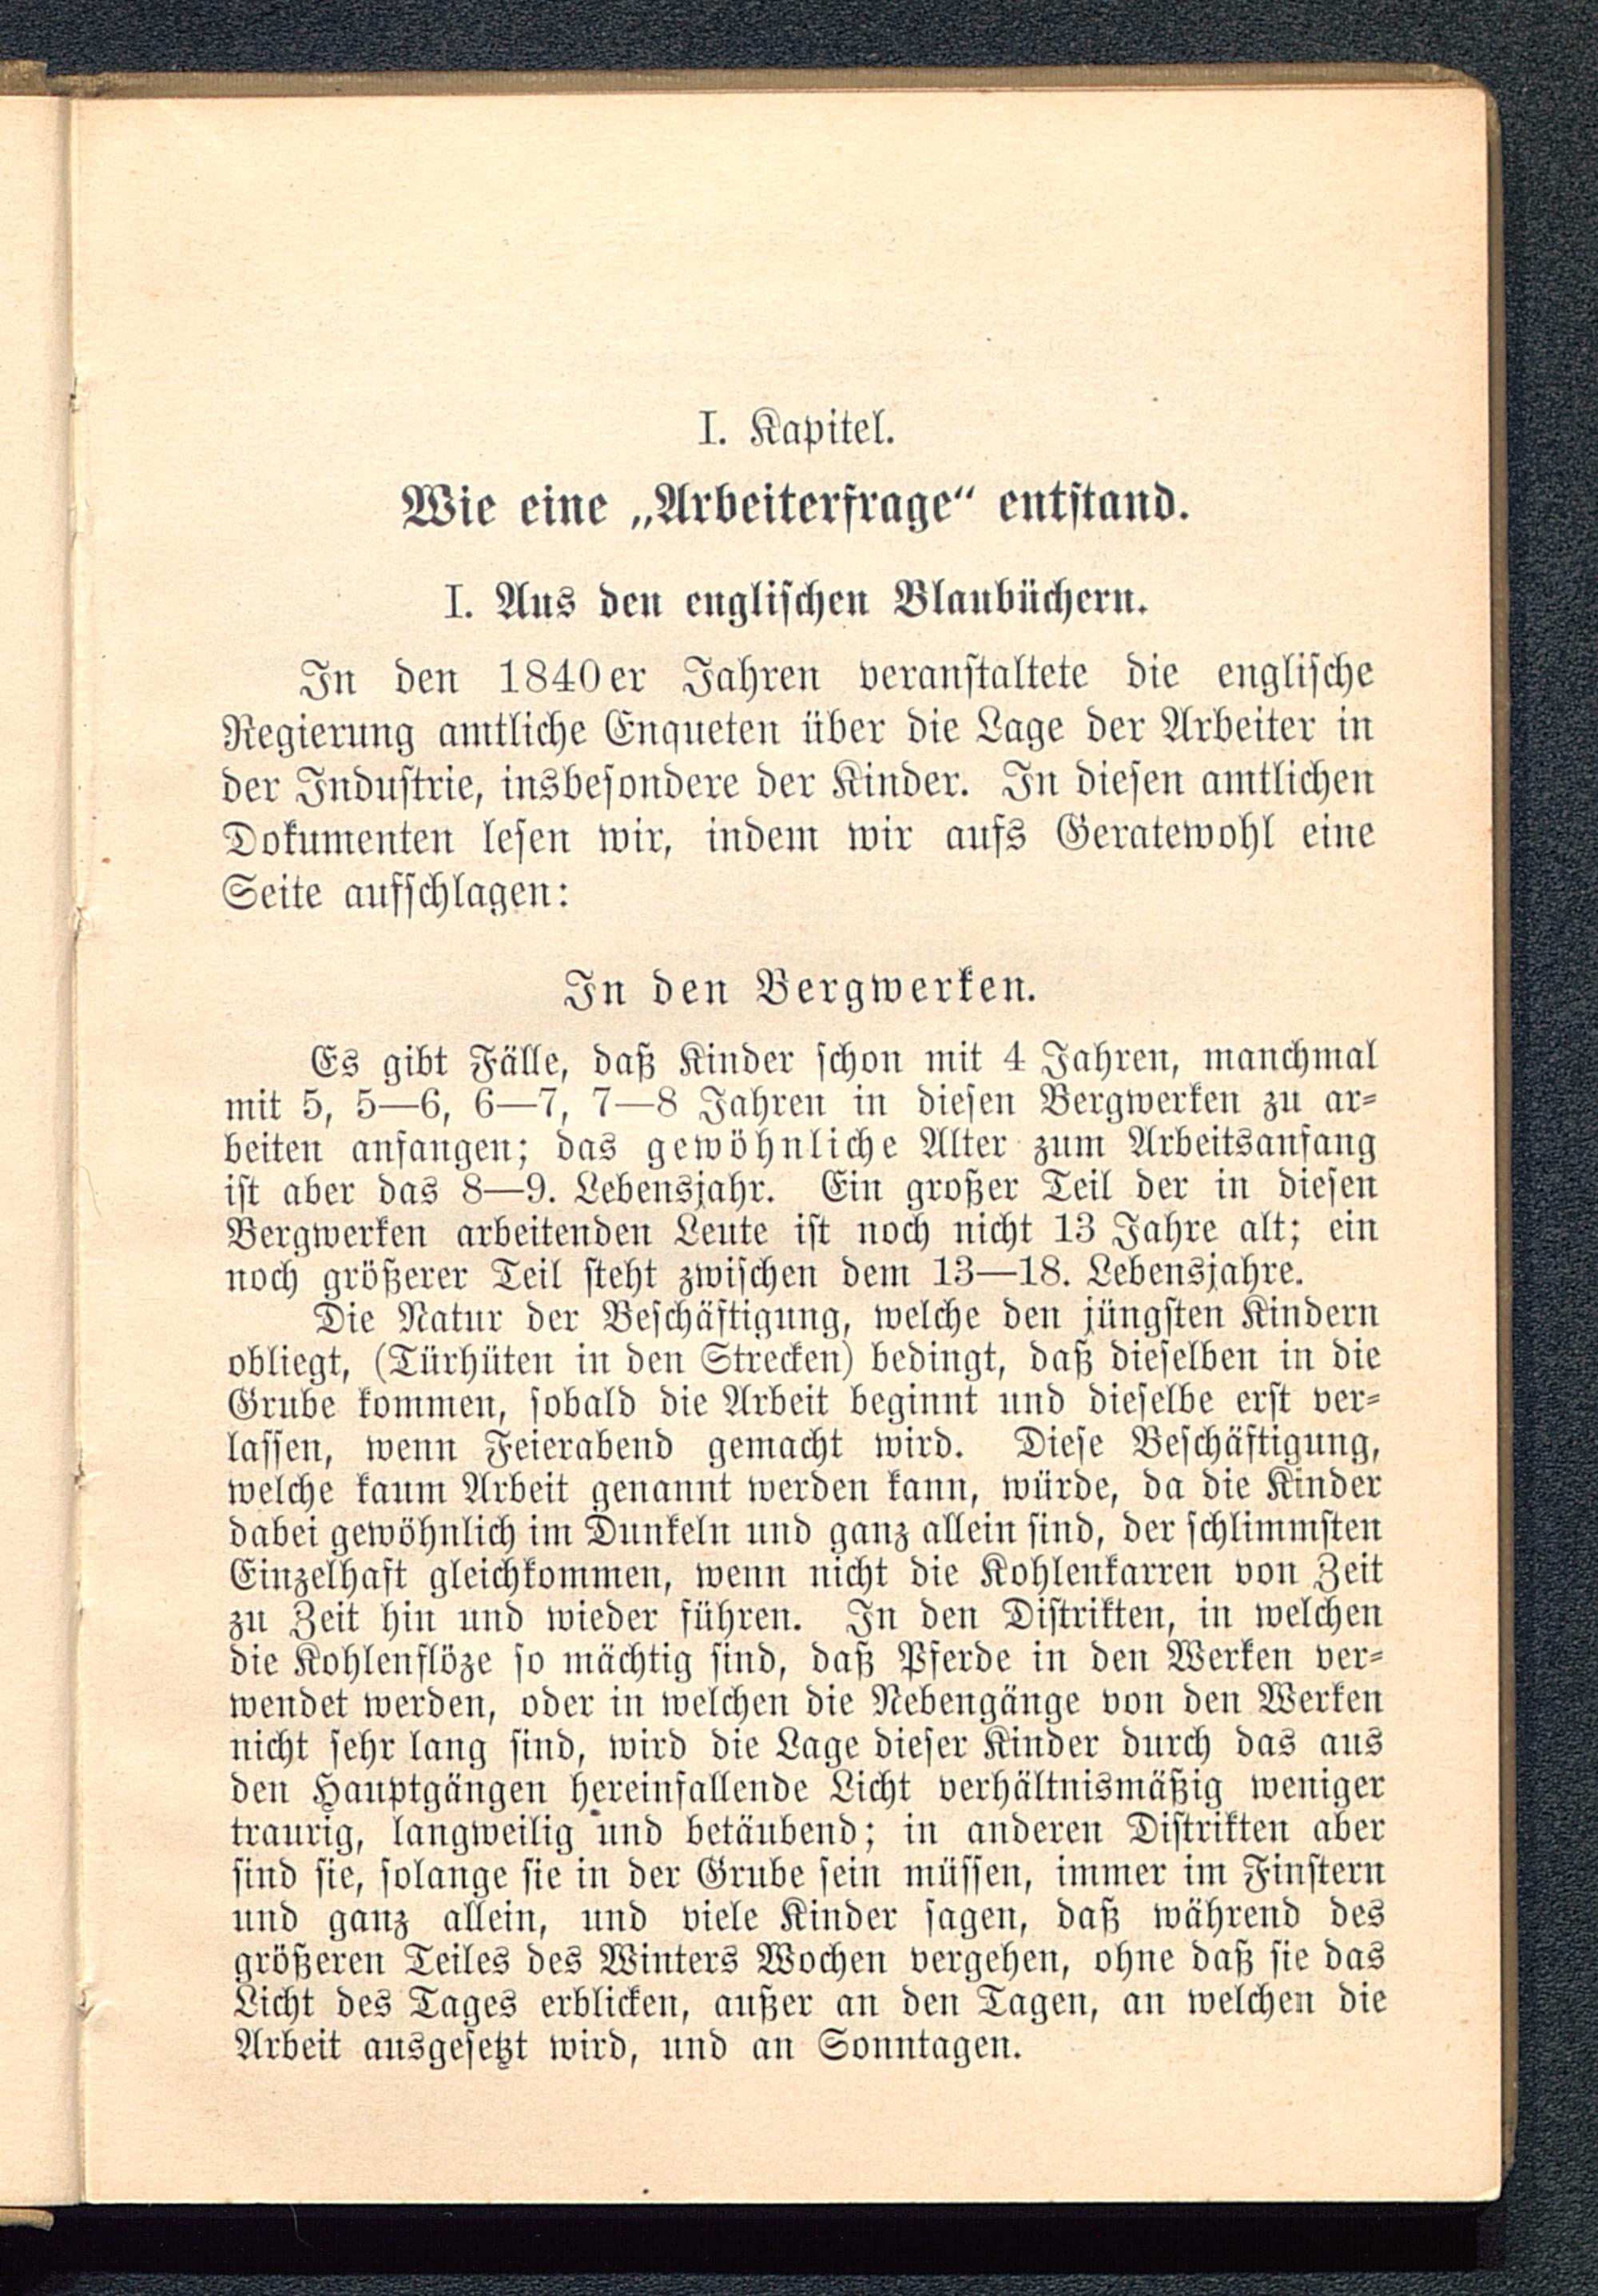 I. Kapitel.
Wie eine „Arbeiterfrage“ entstand.
I. Aus den englischen Blaubüchern.
In den 1840er Jahren veranstaltete die englische
Regierung amtliche Enqueten über die Lage der Arbeiter in
der Industrie, insbesondere der Kinder. In diesen amtlichen
Dokumenten lesen wir, indem wir aufs Geratewohl eine
Seite aufschlagen:
In den Bergwerken.
Es gibt Fälle, daß Kinder schon mit 4 Jahren, manchmal
mit 5, 5—6, 6—7, 7—8 Jahren in diesen Bergwerken zu ar-
beiten anfangen; das gewöhnliche Alter zum Arbeitsanfang
ist aber das 8—9. Lebensjahr. Ein großer Teil der in diesen
Bergwerken arbeitenden Leute ist noch nicht 13 Jahre alt; ein
noch größerer Teil steht zwischen dem 13—18. Lebensjahre.
Die Natur der Beschäftigung, welche den jüngsten Kindern
obliegt, (Türhüten in den Strecken) bedingt, daß dieselben in die
Grube kommen, sobald die Arbeit beginnt und dieselbe erst ver-
lassen, wenn Feierabend gemacht wird. Diese Beschäftigung,
welche kaum Arbeit genannt werden kann, würde, da die Kinder
dabei gewöhnlich im Dunkeln und ganz allein sind, der schlimmsten
Einzelhaft gleichkommen, wenn nicht die Kohlenkarren von Zeit
zu Zeit hin und wieder führen. In den Distrikten, in welchen
die Kohlenflöze so mächtig sind, daß Pferde in den Werken ver-
wendet werden, oder in welchen die Nebengänge von den Werken
nicht sehr lang sind, wird die Lage dieser Kinder durch das aus
den Hauptgängen hereinfallende Licht verhältnismäßig weniger
traurig, langweilig und betäubend; in anderen Distrikten aber
sind sie, solange sie in der Grube sein müssen, immer im Finstern
und ganz allein, und viele Kinder sagen, daß während des
größeren Teiles des Winters Wochen vergehen, ohne daß sie das
Licht des Tages erblicken, außer an den Tagen, an welchen die
Arbeit ausgesetzt wird, und an Sonntagen.